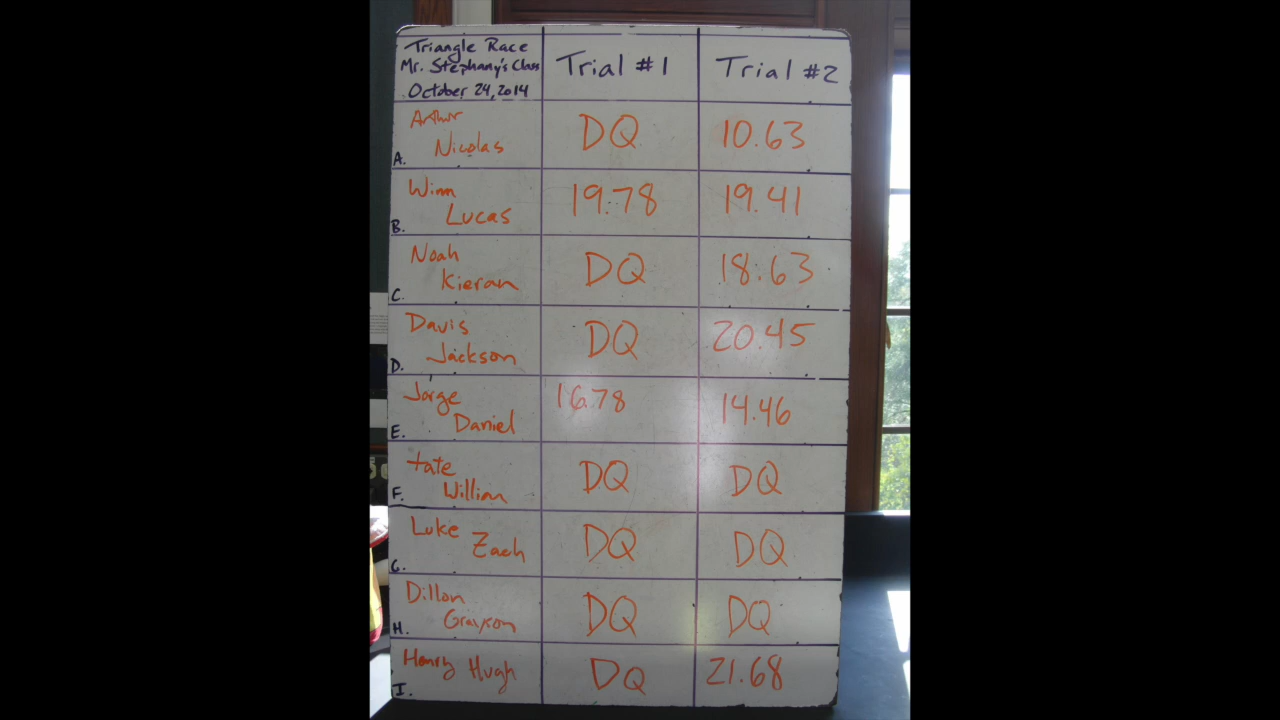 Triangle Race
Mr. Stephany's Class
October 24, 2014
Trial #1
Trial #2
A. Arthur
Nicolas
DQ
10.63
B. Winn
Lucas
19.78
19.41
C. Noah
Kieran
DQ
18.63
D. Davis
Jackson
DQ
20.45
E. Jorge
Daniel
16.78
14.46
F. Tate
William
DQ
DQ
G. Luke
Zach
DQ
DQ
H. Dillon
Grayson
DQ
DQ
I. Henry Hugh
DQ
21.68